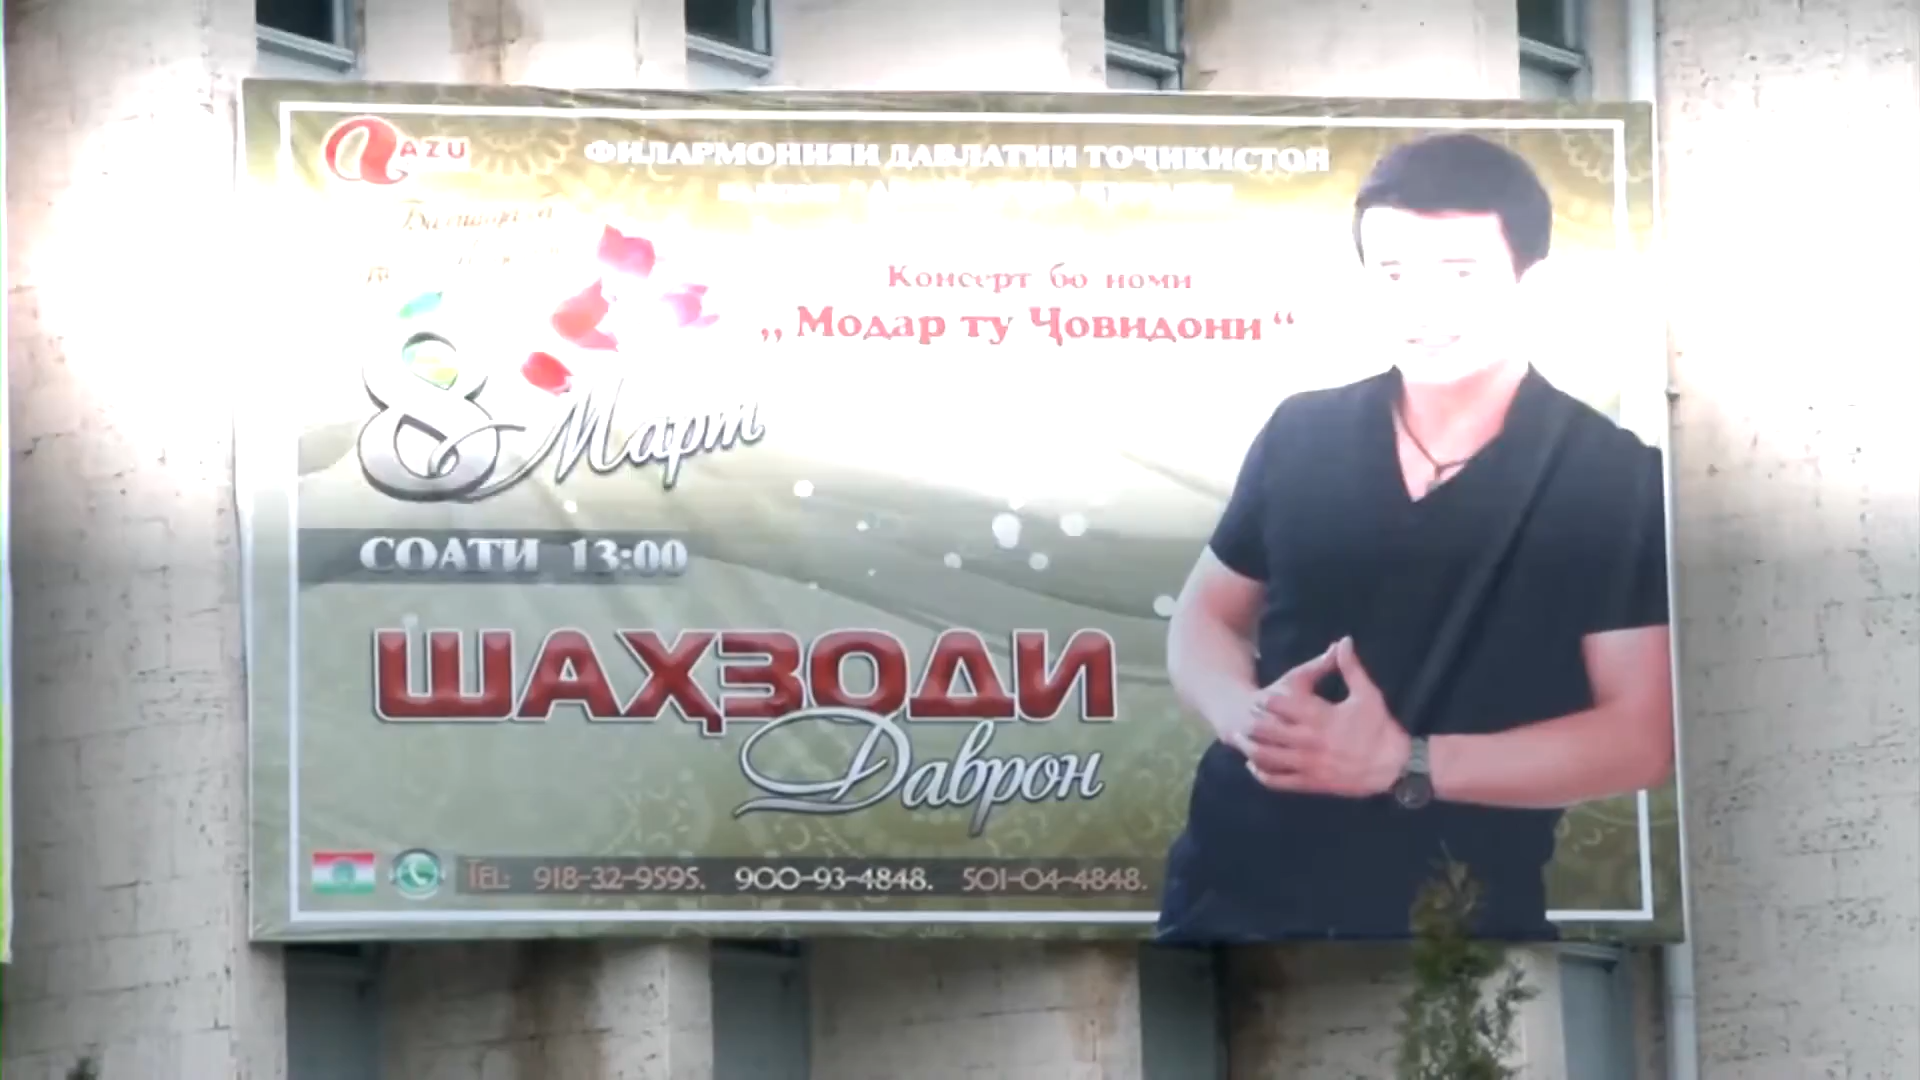 AZU
ФИЛАРМОНИЯИ ДАВЛАТИИ ТОҶИКИСТОН
Консерт бо номи
„Модар ту Ҷовидони“
8 Март
СОАТИ 13:00
ШАҲЗОДИ
Даврон
TEL: 918-32-9595. 900-93-4848. 501-04-4848.